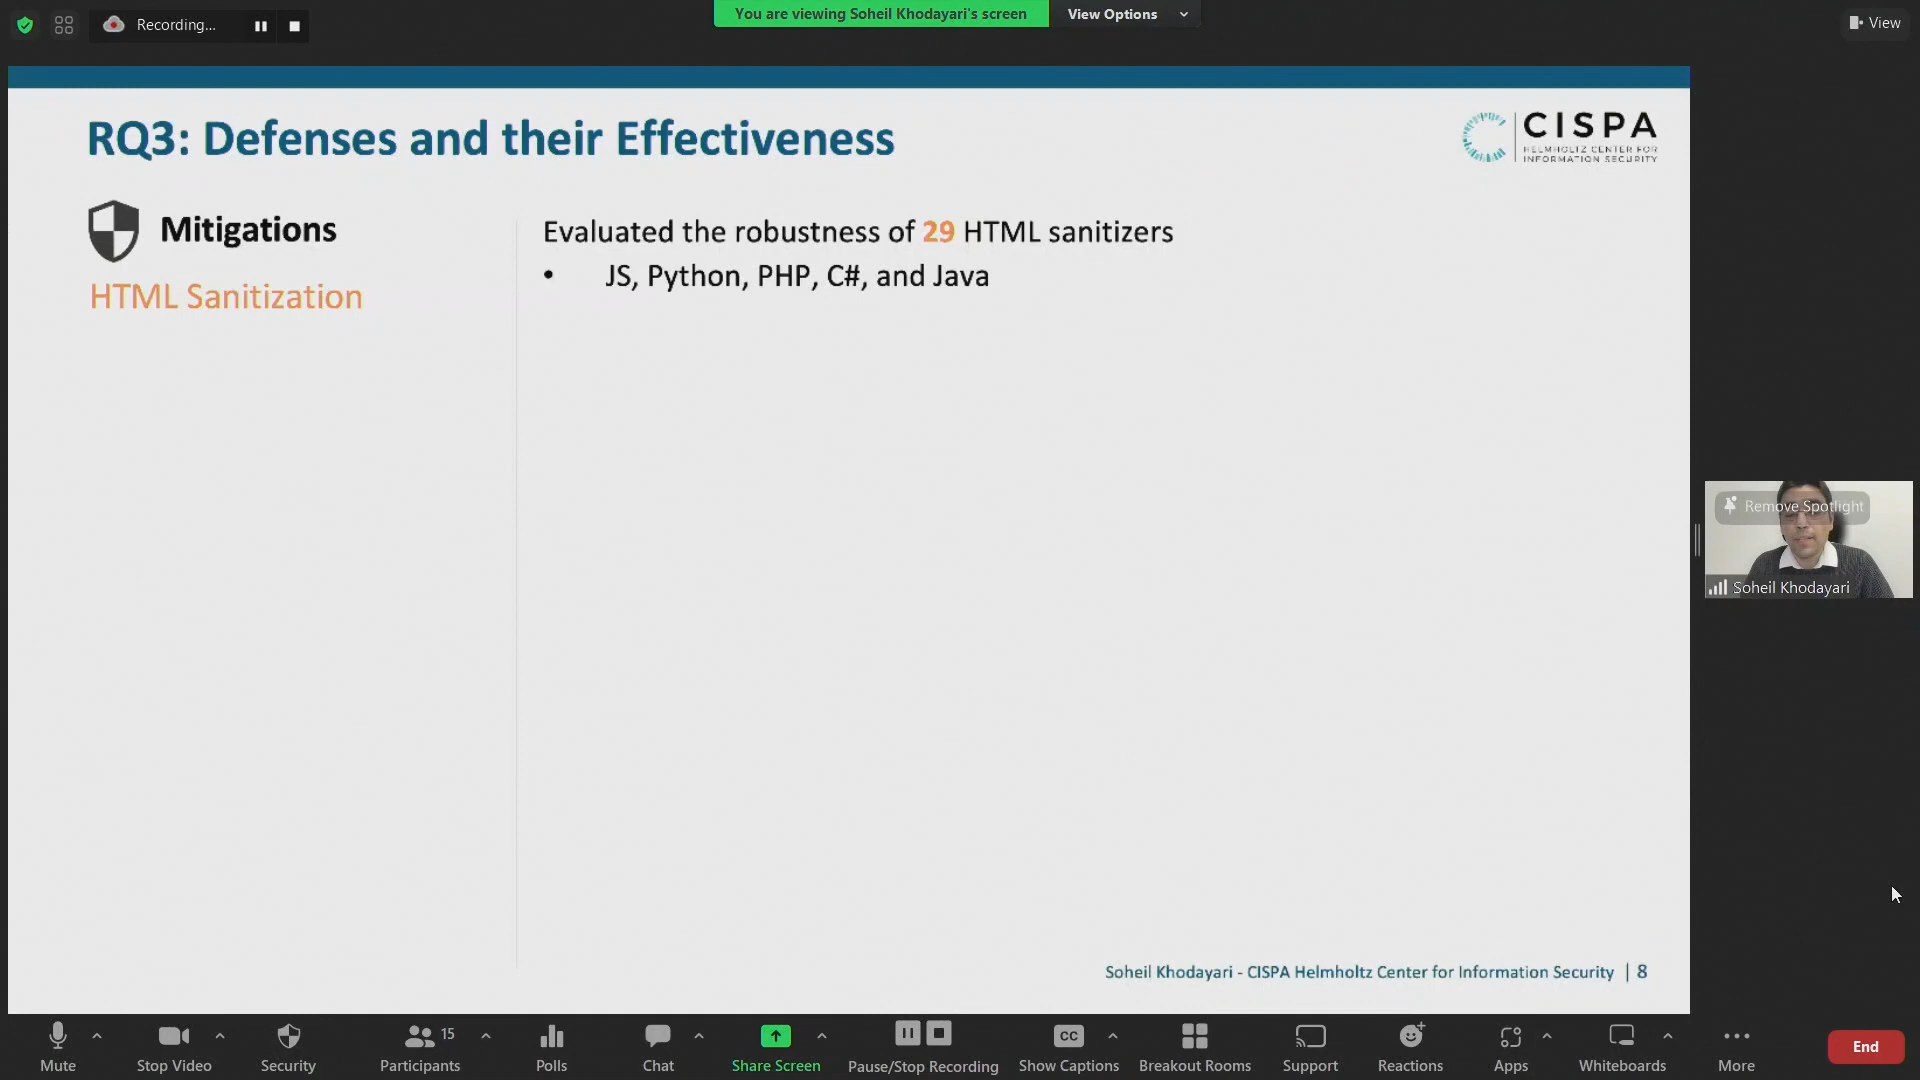 Recording...
You are viewing Soheil Khodayari's screen
View Options
View
RQ3: Defenses and their Effectiveness
CISPA
HELMHOLTZ CENTER FOR
INFORMATION SECURITY
Mitigations
HTML Sanitization
Evaluated the robustness of 29 HTML sanitizers
• JS, Python, PHP, C#, and Java
Remove Spotlight
Soheil Khodayari
Soheil Khodayari - CISPA Helmholtz Center for Information Security | 8
15
CC
Mute
Stop Video
Security
Participants
Polls
Chat
Share Screen
Pause/Stop Recording
Show Captions
Breakout Rooms
Support
Reactions
Apps
Whiteboards
More
End